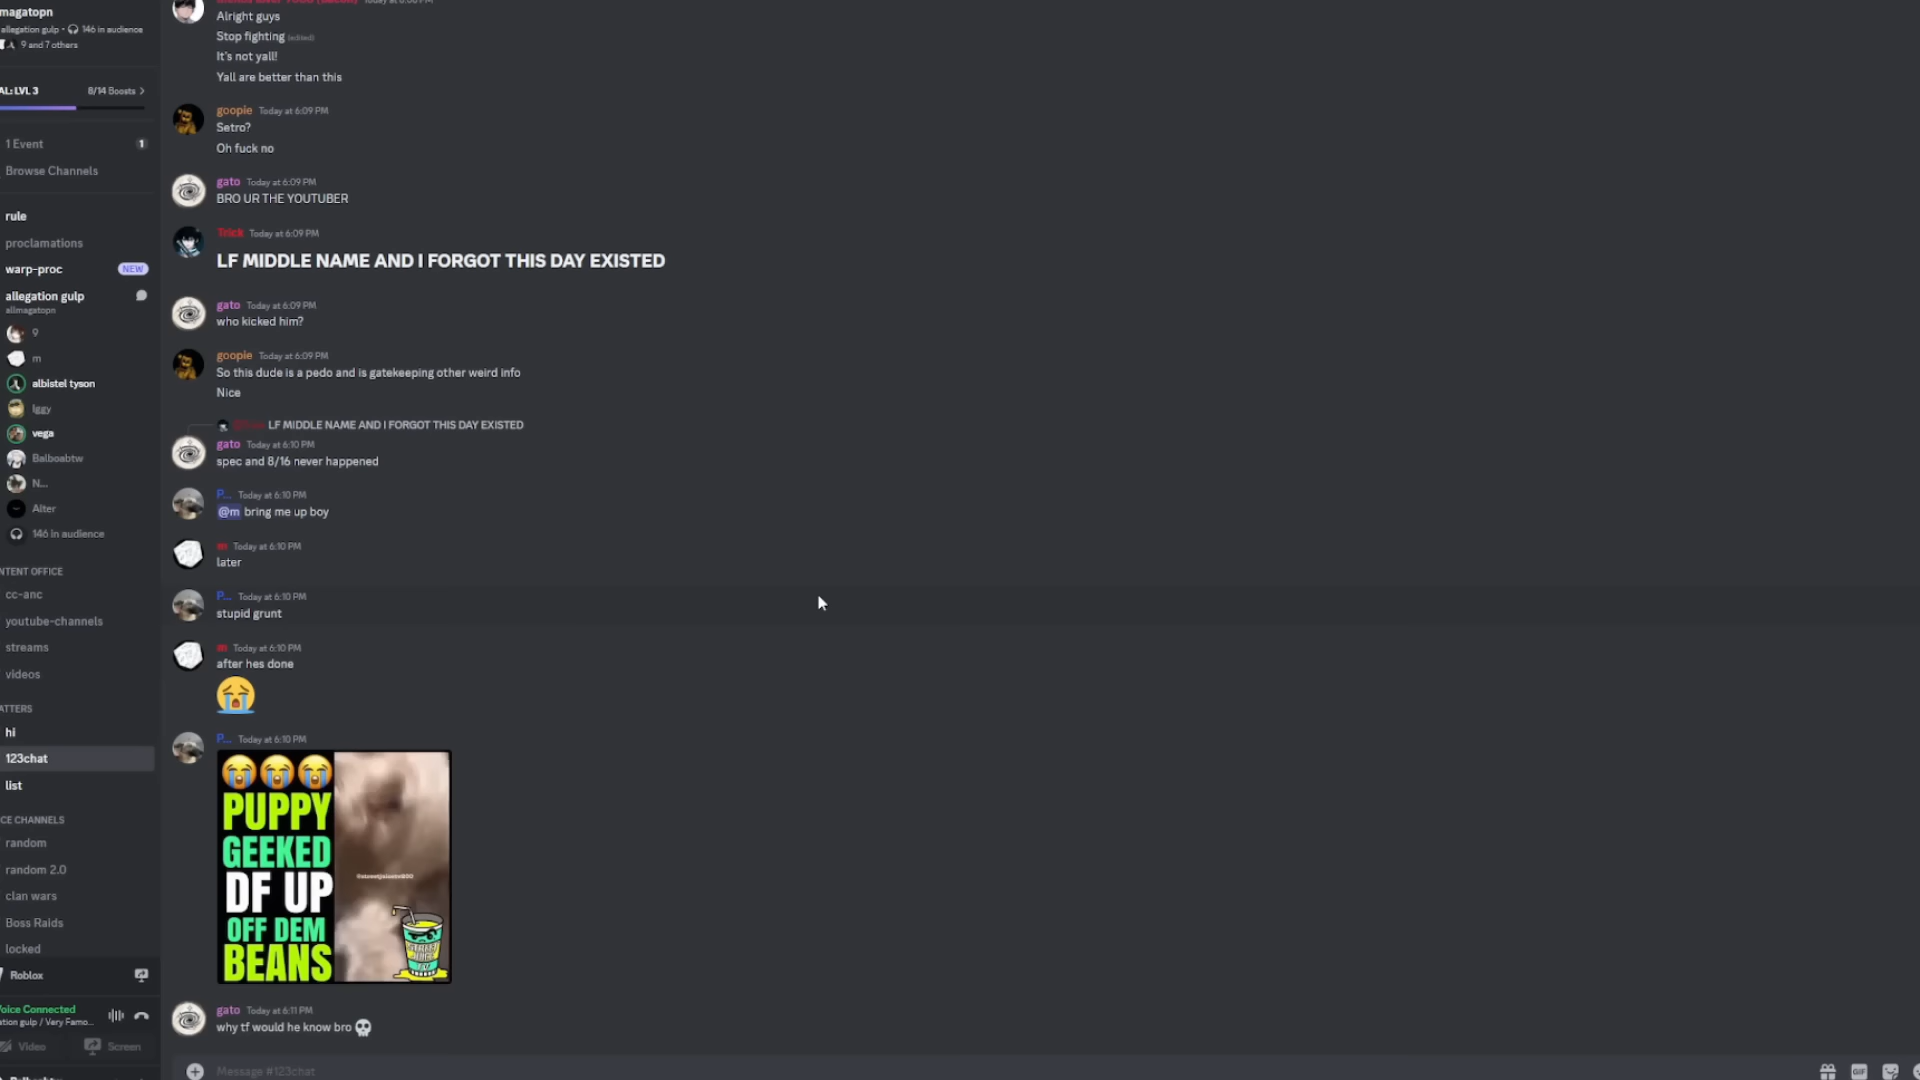 magatopn
allegation gulp • 146 in audience
9 and 7 others
AL: LVL 3
8/14 Boosts >
1 Event
1
Browse Channels
rule
proclamations
warp-proc
NEW
allegation gulp
allmagatopn
9
m
albistel tyson
Iggy
vega
Balboabtw
N...
Alter
146 in audience
NTENT OFFICE
cc-anc
youtube-channels
streams
videos
ATTERS
hi
123chat
list
ICE CHANNELS
random
random 2.0
clan wars
Boss Raids
locked
Roblox
Voice Connected
ation gulp / Very Famo...
Video
Screen
Alright guys
Stop fighting (edited)
It's not yall!
Yall are better than this
goopie Today at 6:09 PM
Setro?
Oh fuck no
gato Today at 6:09 PM
BRO UR THE YOUTUBER
Trick Today at 6:09 PM
LF MIDDLE NAME AND I FORGOT THIS DAY EXISTED
gato Today at 6:09 PM
who kicked him?
goopie Today at 6:09 PM
So this dude is a pedo and is gatekeeping other weird info
Nice
LF MIDDLE NAME AND I FORGOT THIS DAY EXISTED
gato Today at 6:10 PM
spec and 8/16 never happened
P... Today at 6:10 PM
@m bring me up boy
m Today at 6:10 PM
later
P... Today at 6:10 PM
stupid grunt
m Today at 6:10 PM
after hes done
P... Today at 6:10 PM
PUPPY
GEEKED
DF UP
OFF DEM
BEANS
gato Today at 6:11 PM
why tf would he know bro
Message #123chat
GIF